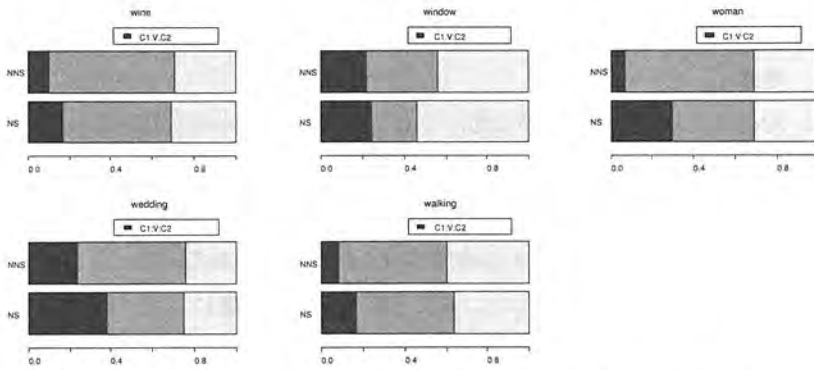 wine
C1:V:C2
NNS
NS
0.0 0.4 0.8
window
C1:V:C2
NNS
NS
0.0 0.4 0.8
woman
C1:V:C2
NNS
NS
0.0 0.4 0.8
wedding
C1:V:C2
NNS
NS
0.0 0.4 0.8
walking
C1:V:C2
NNS
NS
0.0 0.4 0.8